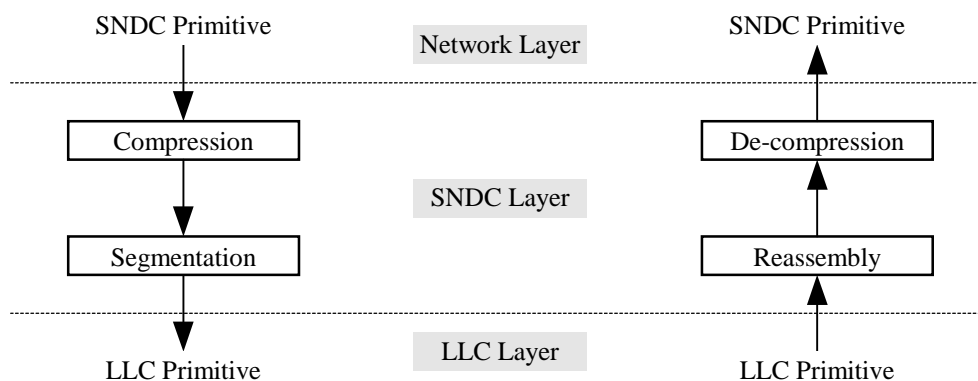 SNDC Primitive
Network Layer
SNDC Primitive
Compression
De-compression
SNDC Layer
Segmentation
Reassembly
LLC Primitive
LLC Layer
LLC Primitive